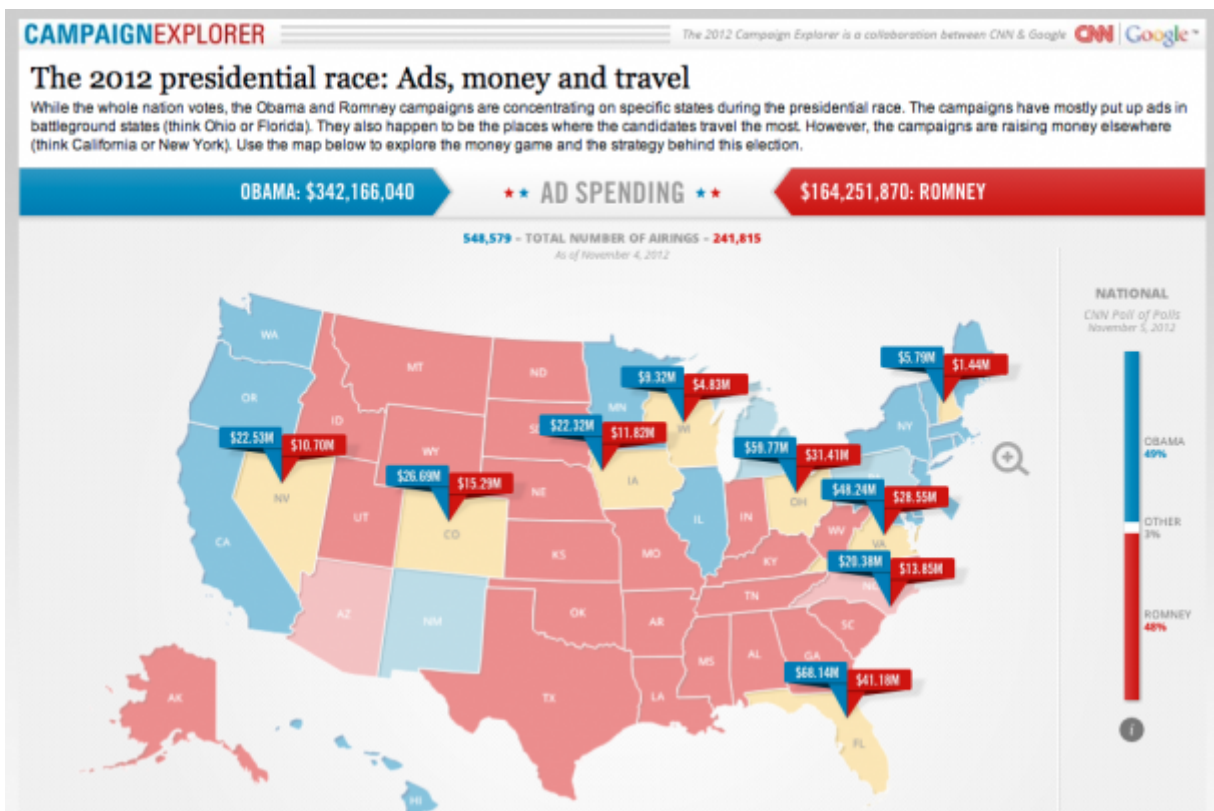 CAMPAIGNEXPLORER
The 2012 Campaign Explorer is a collaboration between CNN & Google CNN Google™
The 2012 presidential race: Ads, money and travel
While the whole nation votes, the Obama and Romney campaigns are concentrating on specific states during the presidential race. The campaigns have mostly put up ads in
battleground states (think Ohio or Florida). They also happen to be the places where the candidates travel the most. However, the campaigns are raising money elsewhere
(think California or New York). Use the map below to explore the money game and the strategy behind this election.
OBAMA: $342,166,040
AD SPENDING
$164,251,870: ROMNEY
548,579 – TOTAL NUMBER OF AIRINGS – 241,815
As of November 4, 2012
NATIONAL
CNN Poll of Polls
November 5, 2012
WA
MT
ND
$5.79M
$1.44M
$9.32M
$4.83M
OR
ID
MN
WI
$22.53M
$10.70M
WY
$22.32M
$11.82M
NY
OBAMA
49%
$59.77M
$31.41M
$26.69M
$15.29M
NV
NE
IA
OH
$48.24M
$28.55M
UT
CO
IL
IN
WV
VA
OTHER
3%
CA
KS
MO
KY
$20.38M
$13.85M
TN
AZ
NM
OK
AR
SC
ROMNEY
48%
MS
AL
GA
$68.14M
$41.18M
AK
TX
LA
FL
HI
i